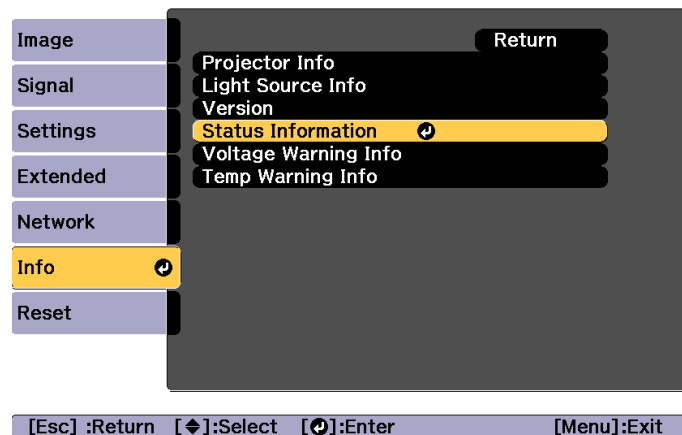 Image
Signal
Settings
Extended
Network
Info
Reset
Return
Projector Info
Light Source Info
Version
Status Information
Voltage Warning Info
Temp Warning Info
[Esc] :Return [◆]:Select [↵]:Enter [Menu]:Exit